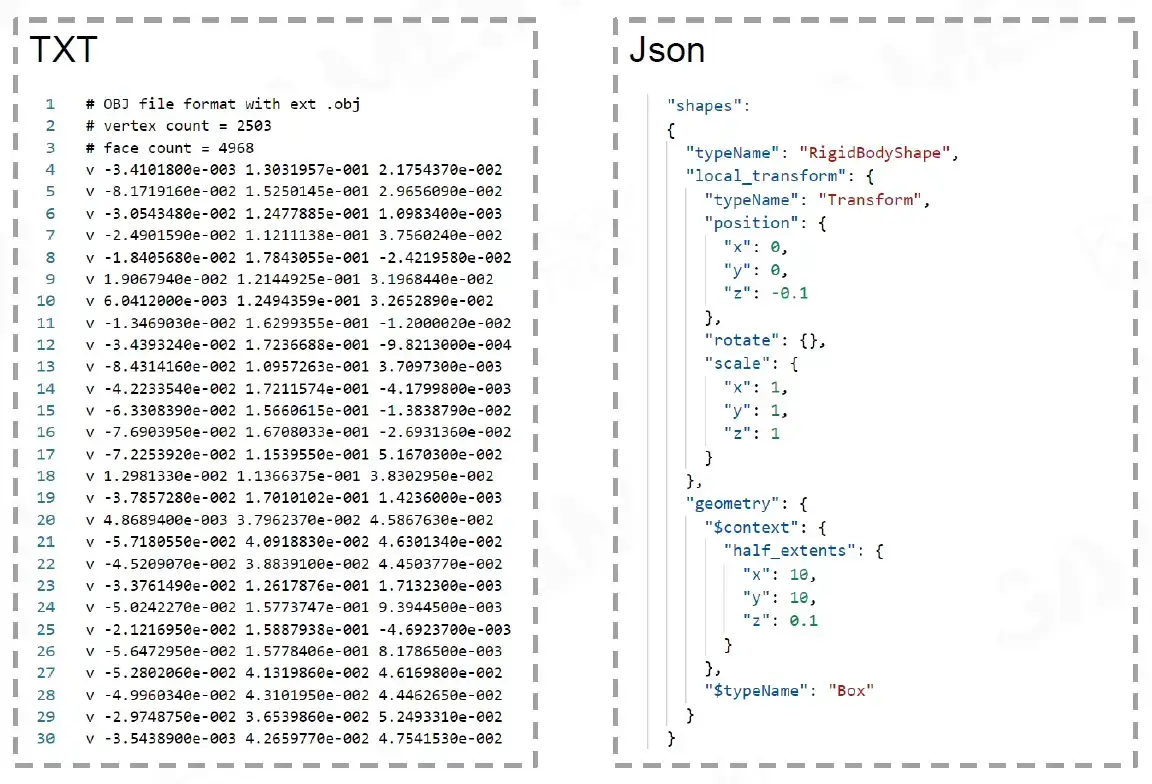 TXT
1 # OBJ file format with ext .obj
2 # vertex count = 2503
3 # face count = 4968
4 v -3.4101800e-003 1.3031957e-001 2.1754370e-002
5 v -8.1719160e-002 1.5250145e-001 2.9656090e-002
6 v -3.0543480e-002 1.2477885e-001 1.0983400e-003
7 v -2.4901590e-002 1.1211138e-001 3.7560240e-002
8 v -1.8405680e-002 1.7843055e-001 -2.4219580e-002
9 v 1.9067940e-002 1.2144925e-001 3.1968440e-002
10 v 6.0412000e-003 1.2494359e-001 3.2652890e-002
11 v -1.3469030e-002 1.6299355e-001 -1.2000020e-002
12 v -3.4393240e-002 1.7236688e-001 -9.8213000e-004
13 v -8.4314160e-002 1.0957263e-001 3.7097300e-003
14 v -4.2233540e-002 1.7211574e-001 -4.1799800e-003
15 v -6.3308390e-002 1.5660615e-001 -1.3838790e-002
16 v -7.6903950e-002 1.6708033e-001 -2.6931360e-002
17 v -7.2253920e-002 1.1539550e-001 5.1670300e-002
18 v 1.2981330e-002 1.1366375e-001 3.8302950e-002
19 v -3.7857280e-002 1.7010102e-001 1.4236000e-003
20 v 4.8689400e-003 3.7962370e-002 4.5867630e-002
21 v -5.7180550e-002 4.0918830e-002 4.6301340e-002
22 v -4.5209070e-002 3.8839100e-002 4.4503770e-002
23 v -3.3761490e-002 1.2617876e-001 1.7132300e-003
24 v -5.0242270e-002 1.5773747e-001 9.3944500e-003
25 v -2.1216950e-002 1.5887938e-001 -4.6923700e-003
26 v -5.6472950e-002 1.5778406e-001 8.1786500e-003
27 v -5.2802060e-002 4.1319860e-002 4.6169800e-002
28 v -4.9960340e-002 4.3101950e-002 4.4462650e-002
29 v -2.9748750e-002 3.6539860e-002 5.2493310e-002
30 v -3.5438900e-003 4.2659770e-002 4.7541530e-002
Json
"shapes":
{
"typeName": "RigidBodyShape",
"local_transform": {
"typeName": "Transform",
"position": {
"x": 0,
"y": 0,
"z": -0.1
},
"rotate": {},
"scale": {
"x": 1,
"y": 1,
"z": 1
}
},
"geometry": {
"$context": {
"half_extents": {
"x": 10,
"y": 10,
"z": 0.1
}
},
"$typeName": "Box"
}
}